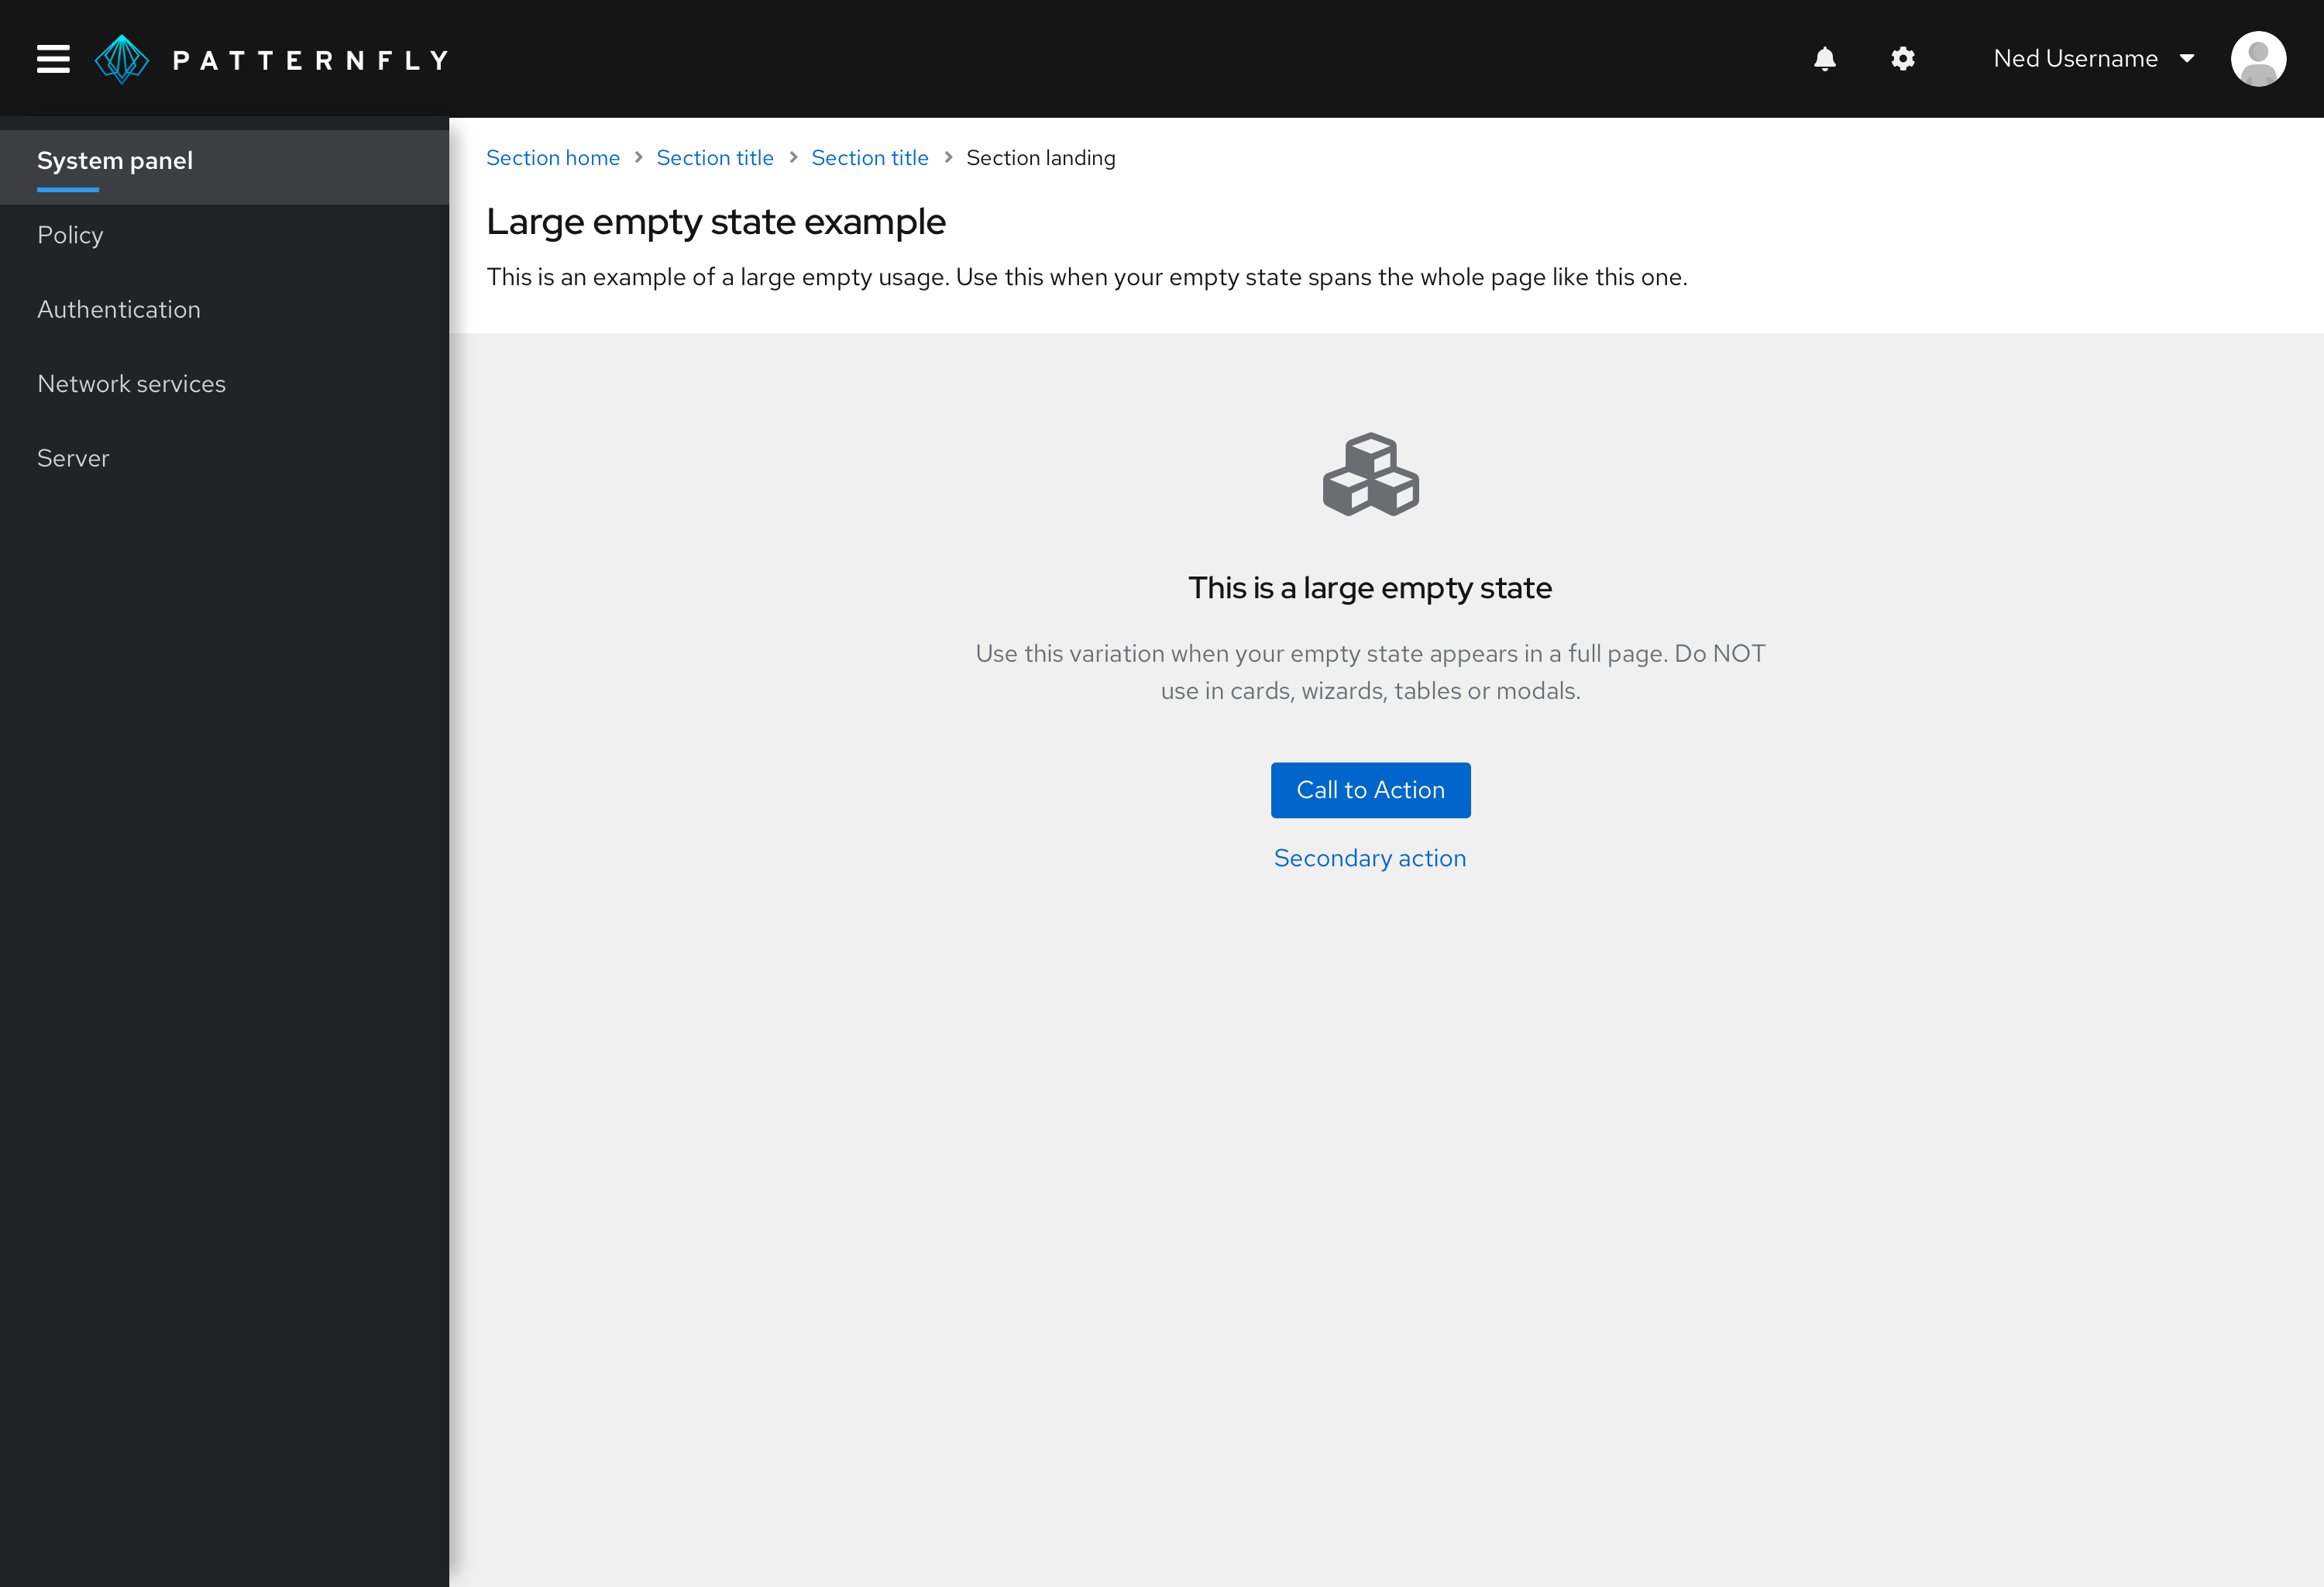 PATTERNFLY
Ned Username
System panel
Policy
Authentication
Network services
Server
Section home > Section title > Section title > Section landing
Large empty state example
This is an example of a large empty usage. Use this when your empty state spans the whole page like this one.
This is a large empty state
Use this variation when your empty state appears in a full page. Do NOT
use in cards, wizards, tables or modals.
Call to Action
Secondary action